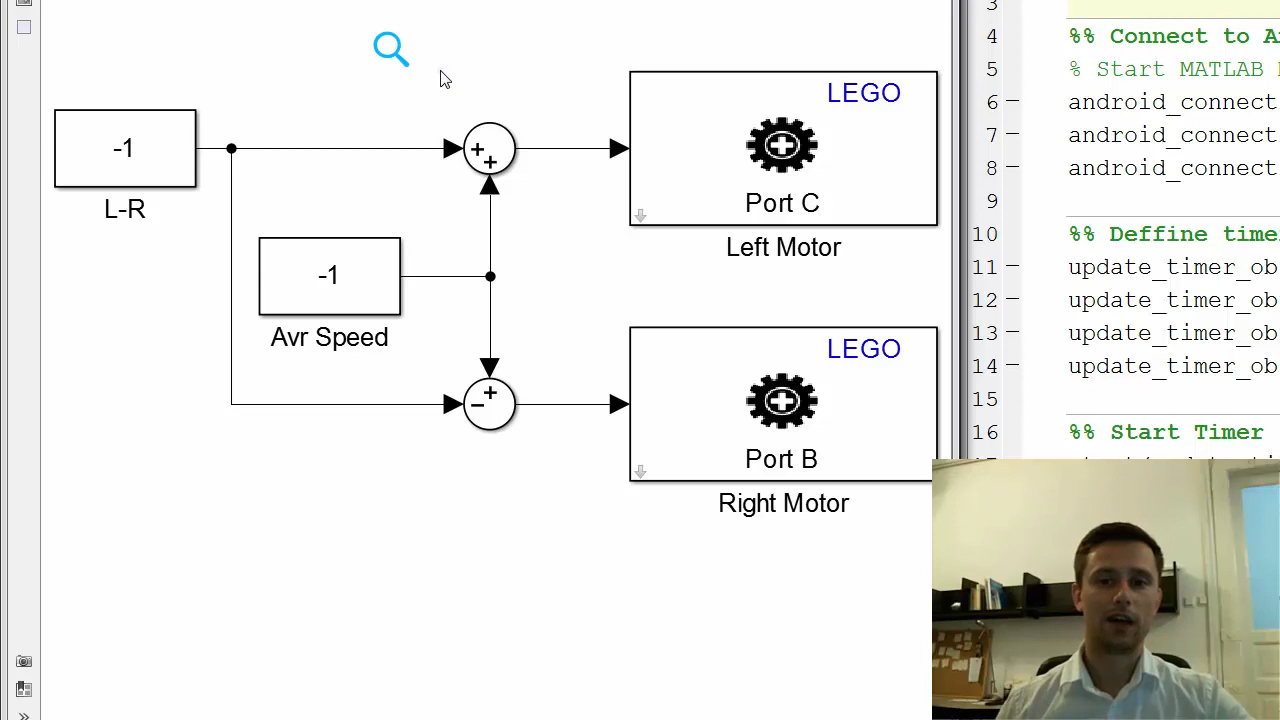 -1
L-R
-1
Avr Speed
+
+
+
−
LEGO
Port C
Left Motor
LEGO
Port B
Right Motor
3
4 %% Connect to A
5 % Start MATLAB
6 — android_connect
7 — android_connect
8 — android_connect
9
10 %% Deffine time
11 — update_timer_ob
12 — update_timer_ob
13 — update_timer_ob
14 — update_timer_ob
15
16 %% Start Timer